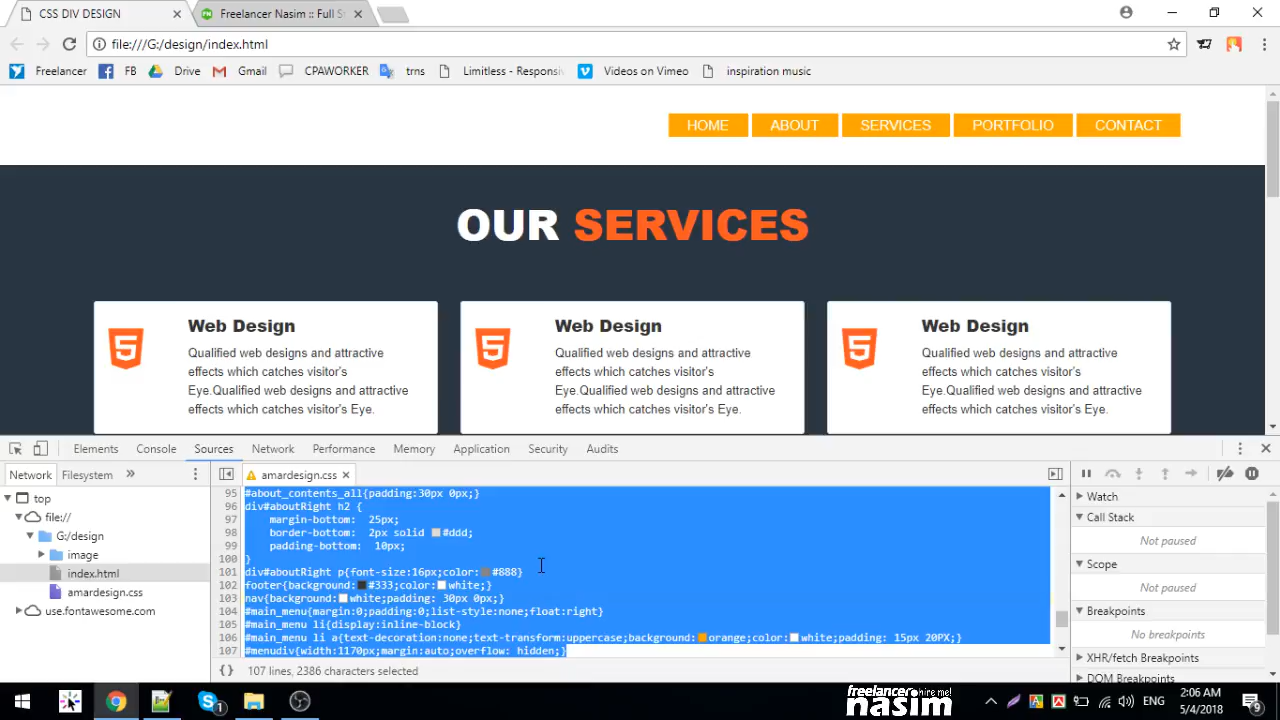 CSS DIV DESIGN
Freelancer Nasim :: Full S
file:///G:/design/index.html
Freelancer FB Drive Gmail CPAWORKER trns Limitless - Responsi Videos on Vimeo inspiration music
HOME ABOUT SERVICES PORTFOLIO CONTACT
OUR SERVICES
Web Design
Qualified web designs and attractive
effects which catches visitor's
Eye.Qualified web designs and attractive
effects which catches visitor's Eye.
Web Design
Qualified web designs and attractive
effects which catches visitor's
Eye.Qualified web designs and attractive
effects which catches visitor's Eye.
Web Design
Qualified web designs and attractive
effects which catches visitor's
Eye.Qualified web designs and attractive
effects which catches visitor's Eye.
Elements Console Sources Network Performance Memory Application Security Audits
Network Filesystem »
top
file://
G:/design
image
index.html
amardesign.css
use.fontawesome.com
amardesign.css
95 #about_contents_all{padding:30px 0px;}
96 div#aboutRight h2 {
97 margin-bottom: 25px;
98 border-bottom: 2px solid #ddd;
99 padding-bottom: 10px;
100 }
101 div#aboutRight p{font-size:16px;color:#888}
102 footer{background:#333;color:white;}
103 nav{background:white;padding: 30px 0px;}
104 #main_menu{margin:0;padding:0;list-style:none;float:right}
105 #main_menu li{display:inline-block}
106 #main_menu li a{text-decoration:none;text-transform:uppercase;background:orange;color:white;padding: 15px 20PX;}
107 #menudiv{width:1170px;margin:auto;overflow: hidden;}
{} 107 lines, 2386 characters selected
Watch
Call Stack
Not paused
Scope
Not paused
Breakpoints
No breakpoints
XHR/fetch Breakpoints
DOM Breakpoints
freelancer hire me!
nasim
ENG
2:06 AM
5/4/2018